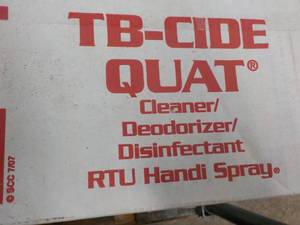 TB-CIDE
QUAT®
Cleaner/
Deodorizer/
Disinfectant
RTU Handi Spray®
© SCC 7/07